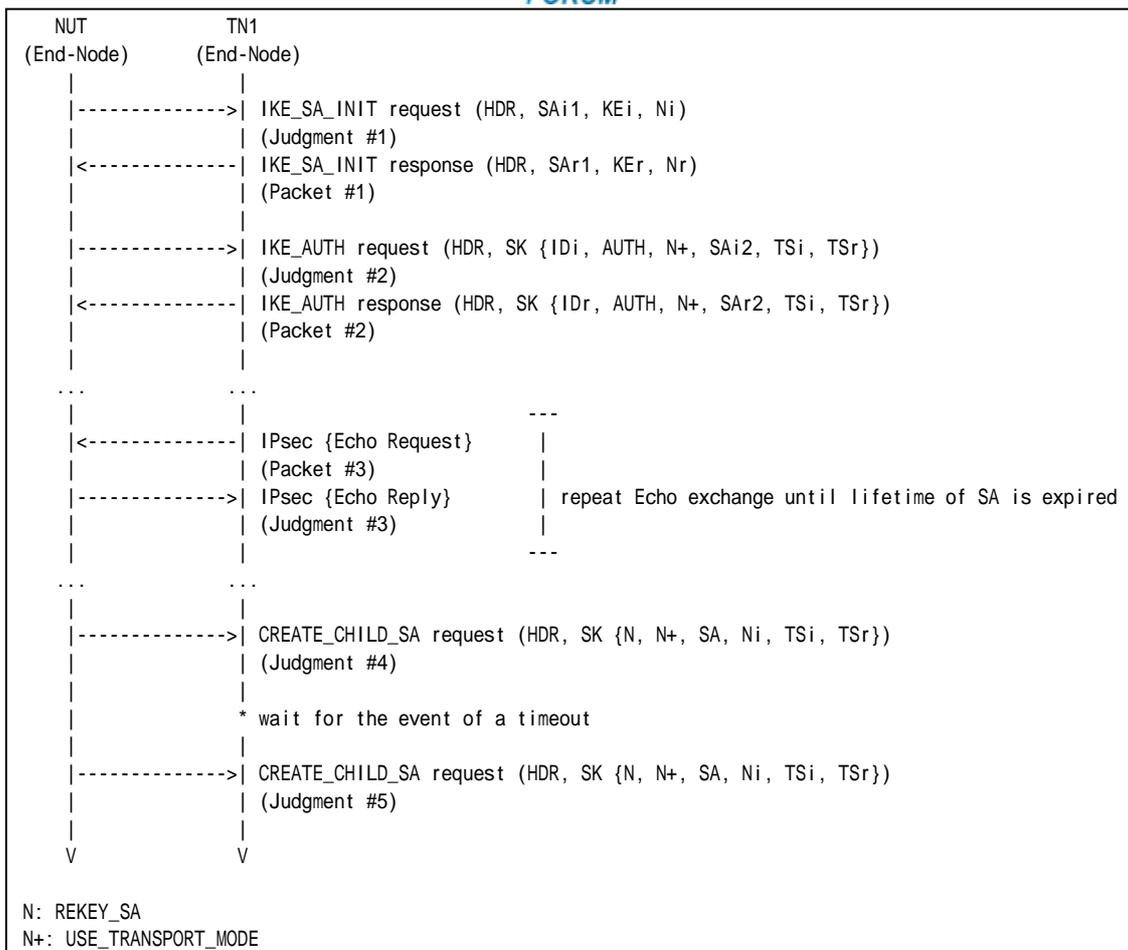 NUT TN1
(End-Node) (End-Node)
| |
|-------------->| IKE_SA_INIT request (HDR, SAi1, KEi, Ni)
| | (Judgment #1)
|<--------------| IKE_SA_INIT response (HDR, SAr1, KEr, Nr)
| | (Packet #1)
| |
|-------------->| IKE_AUTH request (HDR, SK {IDi, AUTH, N+, SAi2, TSi, TSr})
| | (Judgment #2)
|<--------------| IKE_AUTH response (HDR, SK {IDr, AUTH, N+, SAr2, TSi, TSr})
| | (Packet #2)
| |
... ...
| | ---
|<--------------| IPsec {Echo Request} |
| | (Packet #3) |
|-------------->| IPsec {Echo Reply} | repeat Echo exchange until lifetime of SA is expired
| | (Judgment #3) |
| | ---
... ...
| |
|-------------->| CREATE_CHILD_SA request (HDR, SK {N, N+, SA, Ni, TSi, TSr})
| | (Judgment #4)
| |
| * wait for the event of a timeout
| |
|-------------->| CREATE_CHILD_SA request (HDR, SK {N, N+, SA, Ni, TSi, TSr})
| | (Judgment #5)
| |
V V
N: REKEY_SA
N+: USE_TRANSPORT_MODE